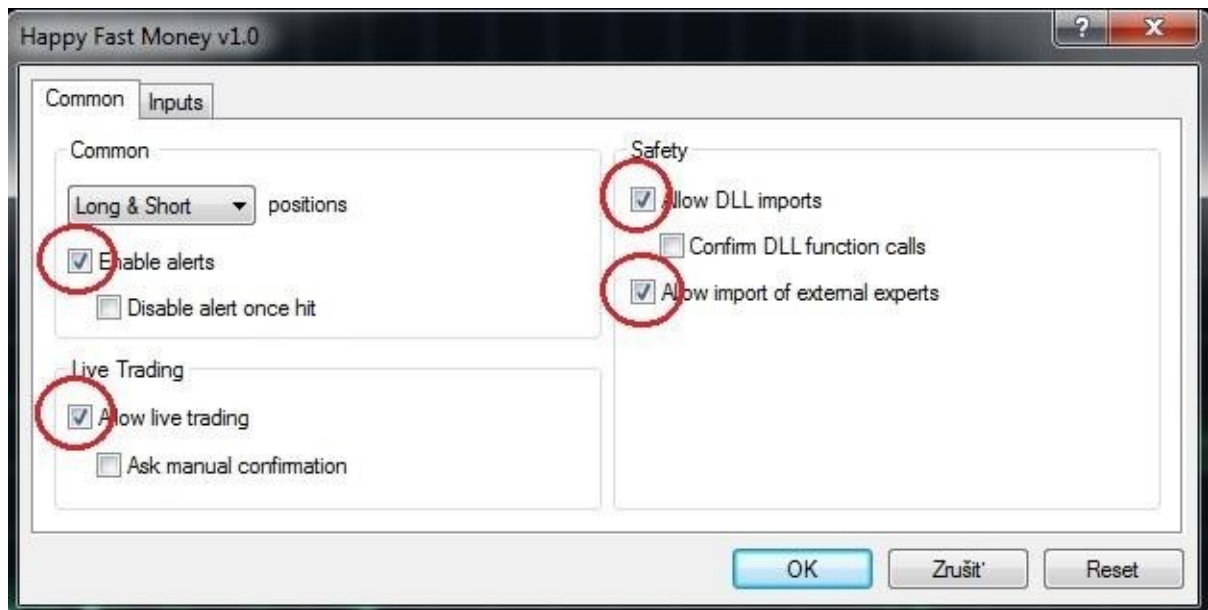 Happy Fast Money v1.0
?
X
Common
Inputs
Common
Long & Short
positions
Enable alerts
Disable alert once hit
Live Trading
Allow live trading
Ask manual confirmation
Safety
Allow DLL imports
Confirm DLL function calls
Allow import of external experts
OK
Zrušiť
Reset